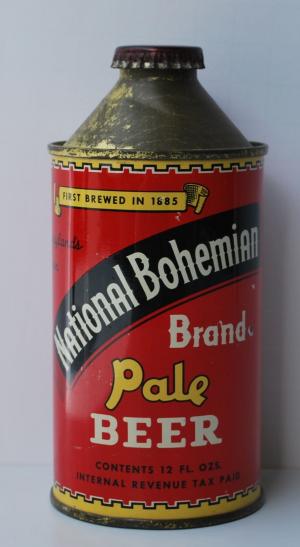 FIRST BREWED IN 1885
National Bohemian
Brand
Pale
BEER
CONTENTS 12 FL. OZS.
INTERNAL REVENUE TAX PAID